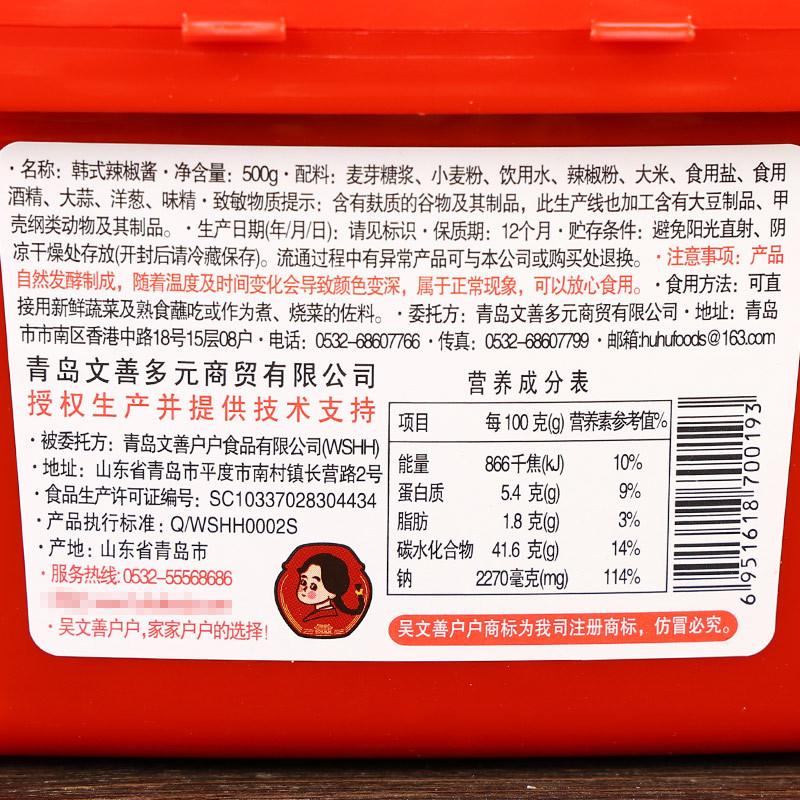 ·名称：韩式辣椒酱·净含量：500g·配料：麦芽糖浆、小麦粉、饮用水、辣椒粉、大米、食用盐、食用
酒精、大蒜、洋葱、味精·致敏物质提示：含有麸质的谷物及其制品，此生产线也加工含有大豆制品、甲
壳纲类动物及其制品。·生产日期(年/月/日)：请见标识·保质期：12个月·贮存条件：避免阳光直射、阴
凉干燥处存放(开封后请冷藏保存)。流通过程中有异常产品可与本公司或购买处退换。·注意事项：产品
自然发酵制成，随着温度及时间变化会导致颜色变深，属于正常现象，可以放心食用。·食用方法：可直
接用新鲜蔬菜及熟食蘸吃或作为煮、烧菜的佐料。·委托方：青岛文善多元商贸有限公司·地址：青岛
市市南区香港中路18号15层08户·电话：0532-68607766·传真：0532-68607799·邮箱:huhufoods@163.com
青岛文善多元商贸有限公司
授权生产并提供技术支持
·被委托方：青岛文善户户食品有限公司(WSHH)
·地址：山东省青岛市平度市南村镇长营路2号
·食品生产许可证编号：SC10337028304434
·产品执行标准：Q/WSHH0002S
·产地：山东省青岛市
·服务热线:0532-55568686
·吴文善户户,家家户户的选择!
营养成分表
项目 每100克(g) 营养素参考值%
能量 866千焦(kJ) 10%
蛋白质 5.4 克(g) 9%
脂肪 1.8 克(g) 3%
碳水化合物 41.6 克(g) 14%
钠 2270毫克(mg) 114%
吴文善户户商标为我司注册商标，仿冒必究。
6951618700193